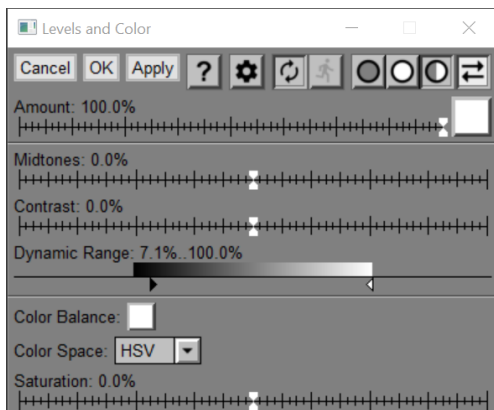 Levels and Color
Cancel OK Apply ?
Amount: 100.0%
Midtones: 0.0%
Contrast: 0.0%
Dynamic Range: 7.1%..100.0%
Color Balance:
Color Space: HSV
Saturation: 0.0%